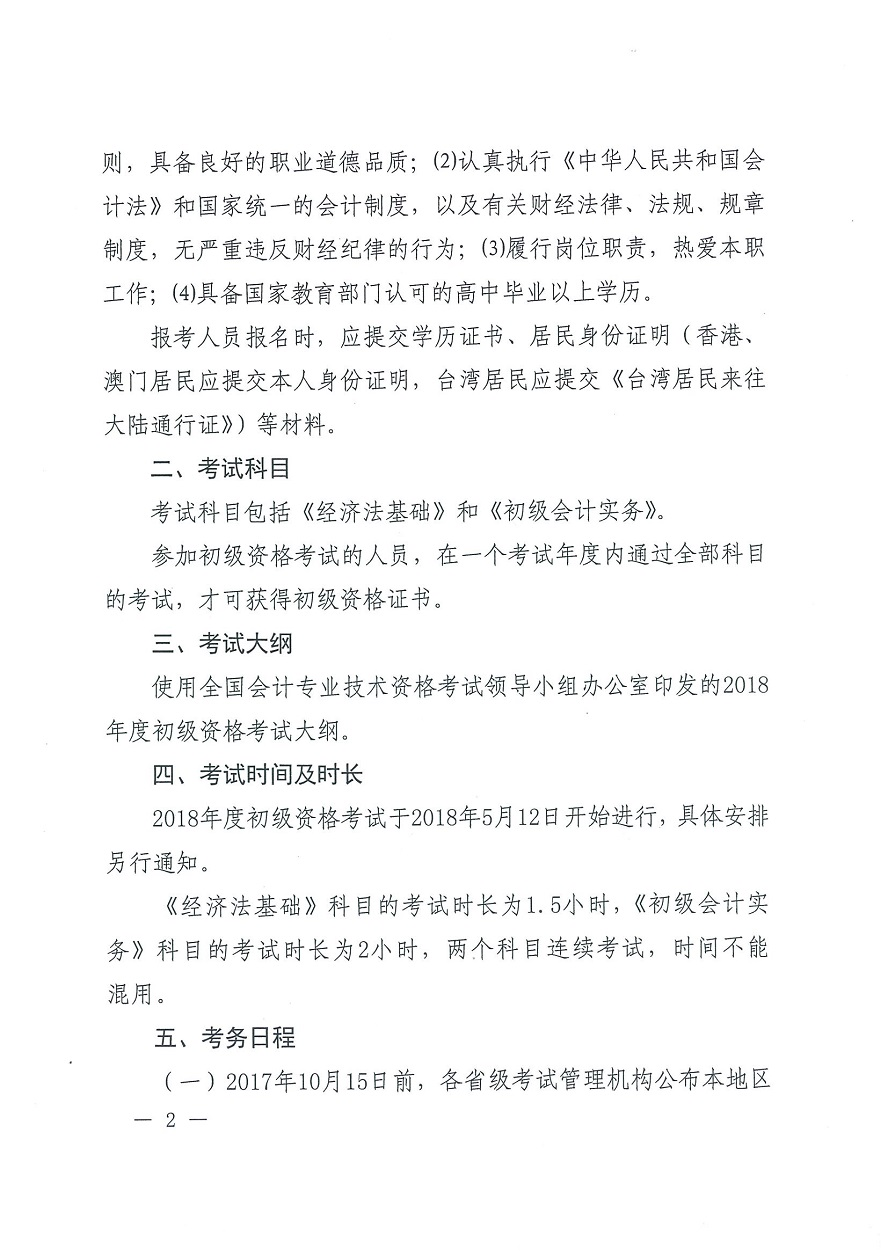 则，具备良好的职业道德品质；⑵认真执行《中华人民共和国会
计法》和国家统一的会计制度，以及有关财经法律、法规、规章
制度，无严重违反财经纪律的行为；⑶履行岗位职责，热爱本职
工作；⑷具备国家教育部门认可的高中毕业以上学历。
报考人员报名时，应提交学历证书、居民身份证明（香港、
澳门居民应提交本人身份证明，台湾居民应提交《台湾居民来往
大陆通行证》）等材料。
二、考试科目
考试科目包括《经济法基础》和《初级会计实务》。
参加初级资格考试的人员，在一个考试年度内通过全部科目
的考试，才可获得初级资格证书。
三、考试大纲
使用全国会计专业技术资格考试领导小组办公室印发的2018
年度初级资格考试大纲。
四、考试时间及时长
2018年度初级资格考试于2018年5月12日开始进行，具体安排
另行通知。
《经济法基础》科目的考试时长为1.5小时，《初级会计实
务》科目的考试时长为2小时，两个科目连续考试，时间不能
混用。
五、考务日程
（一）2017年10月15日前，各省级考试管理机构公布本地区
— 2 —